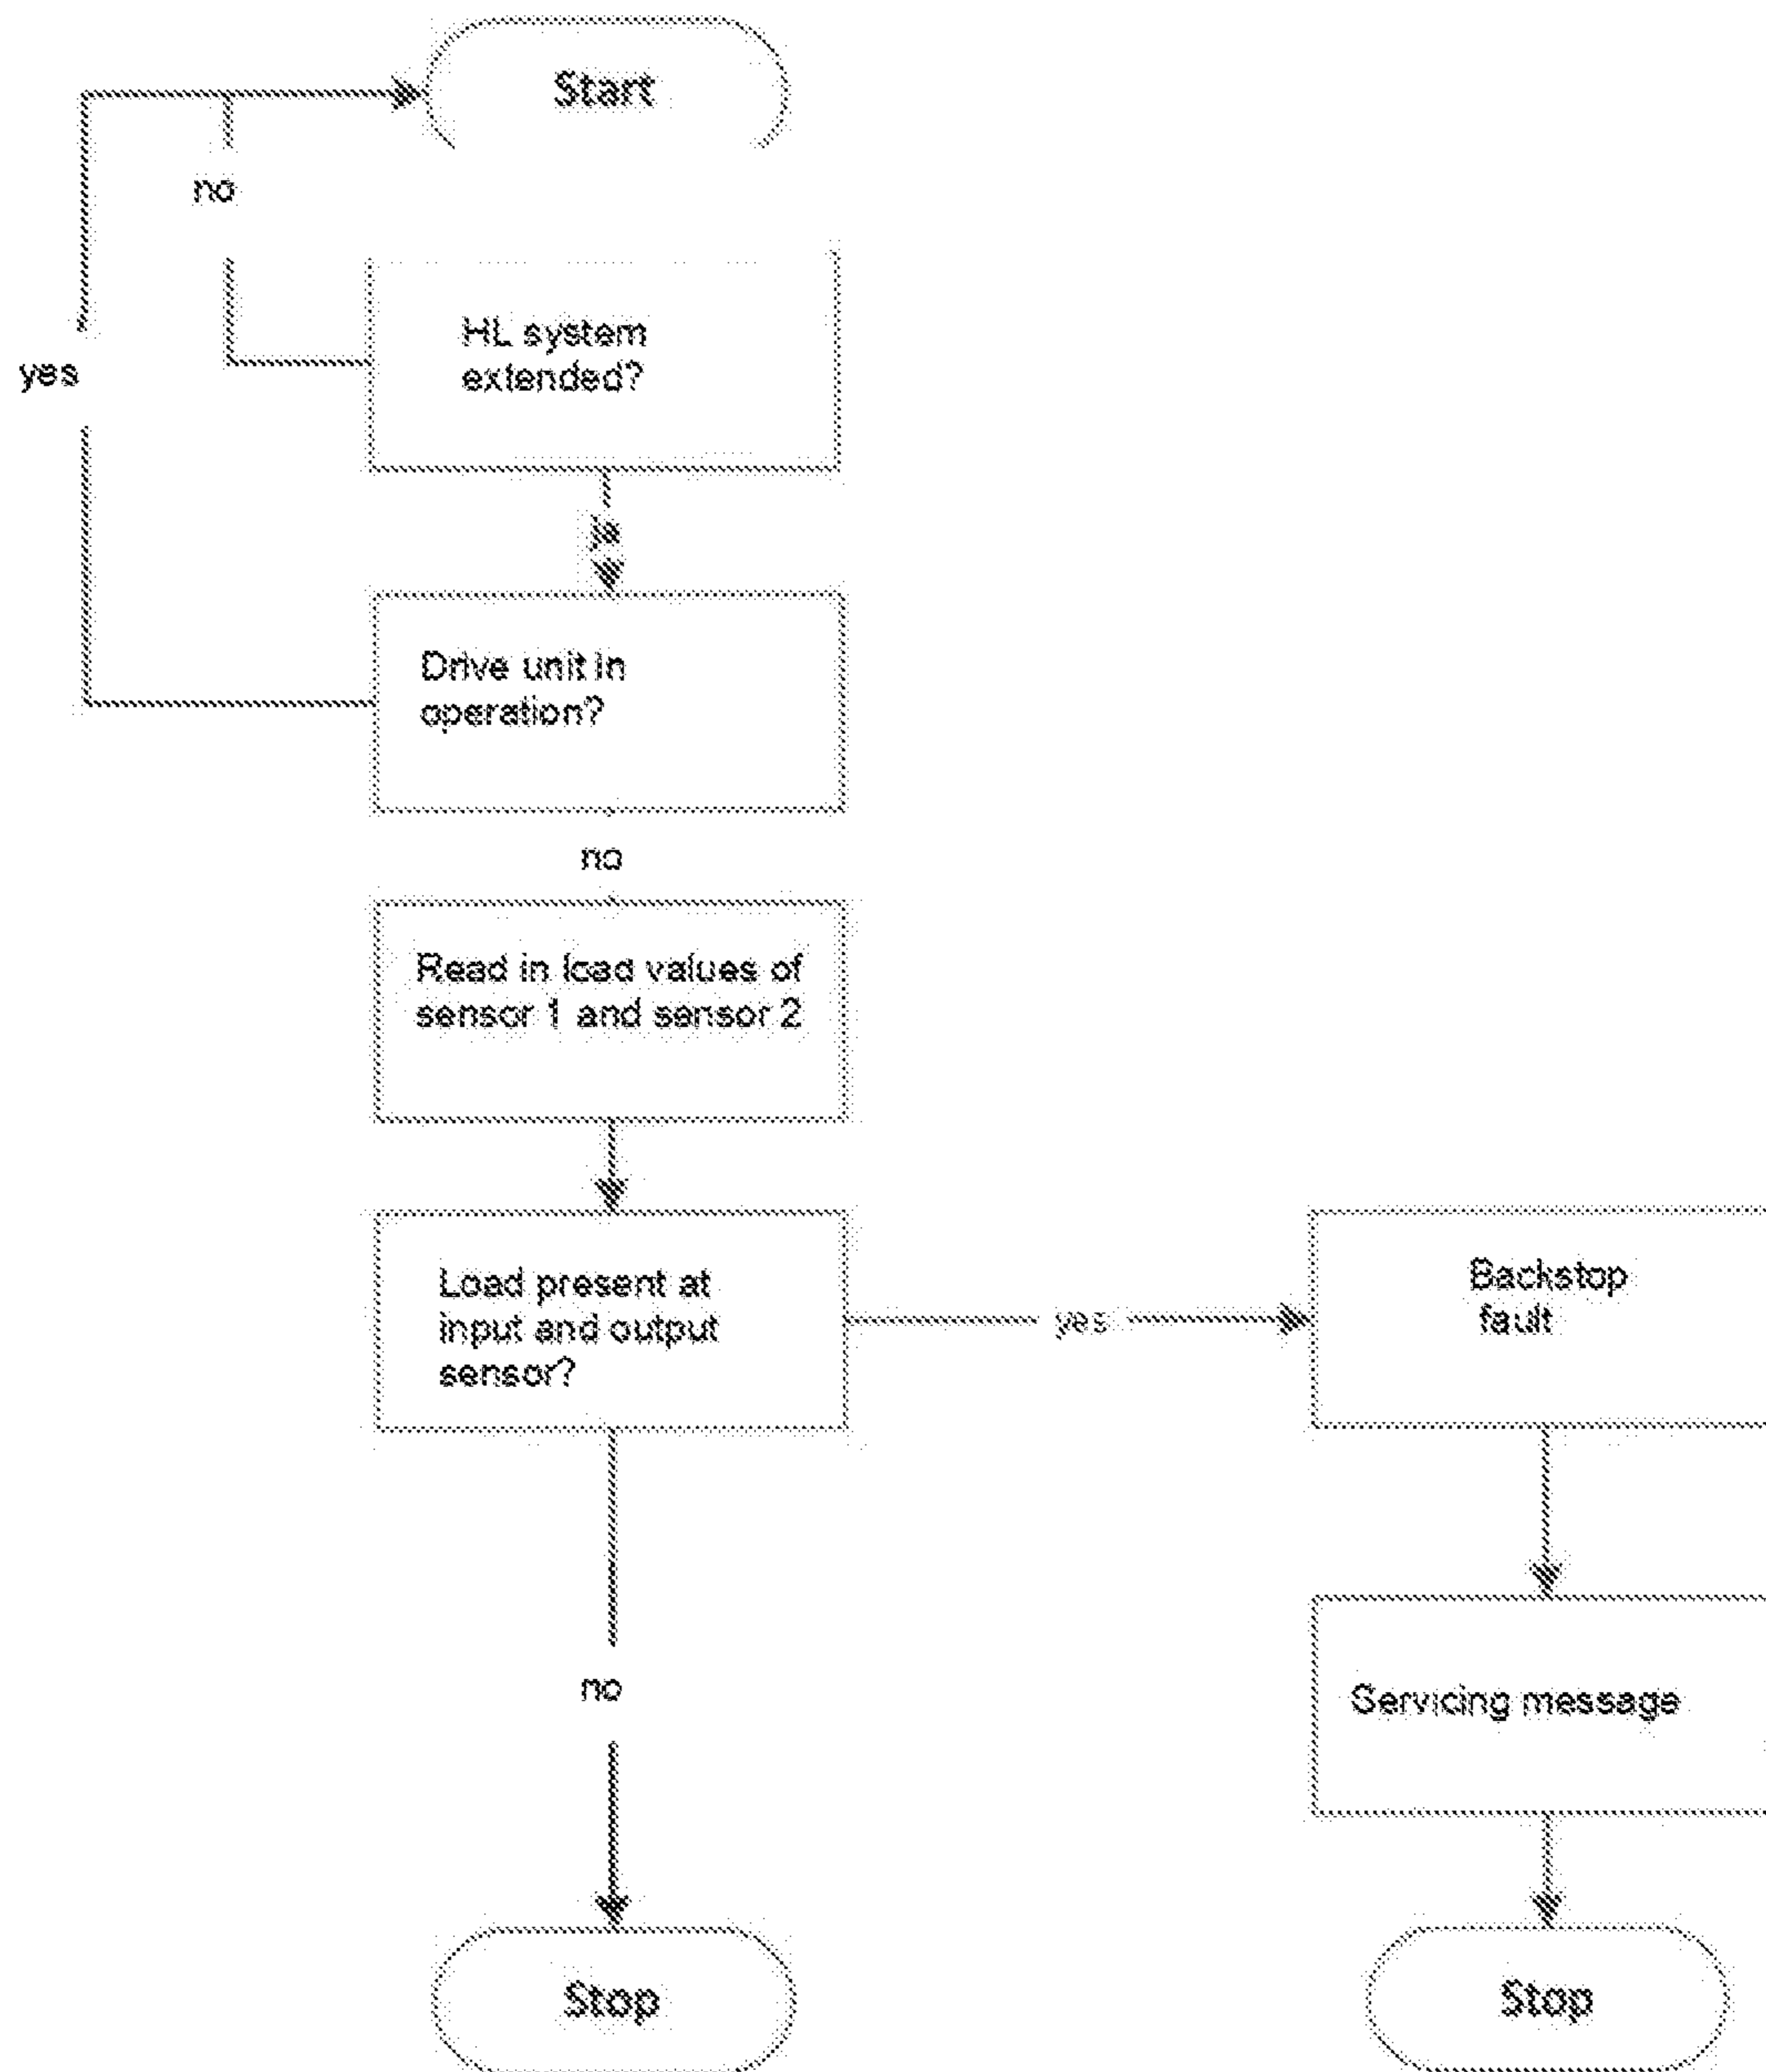 Start
no
HL system
extended?
yes
ja
Drive unit in
operation?
no
Read in load values of
sensor 1 and sensor 2
Load present at
input and output
sensor?
yes
Backstop
fault
no
Servicing message
Stop
Stop